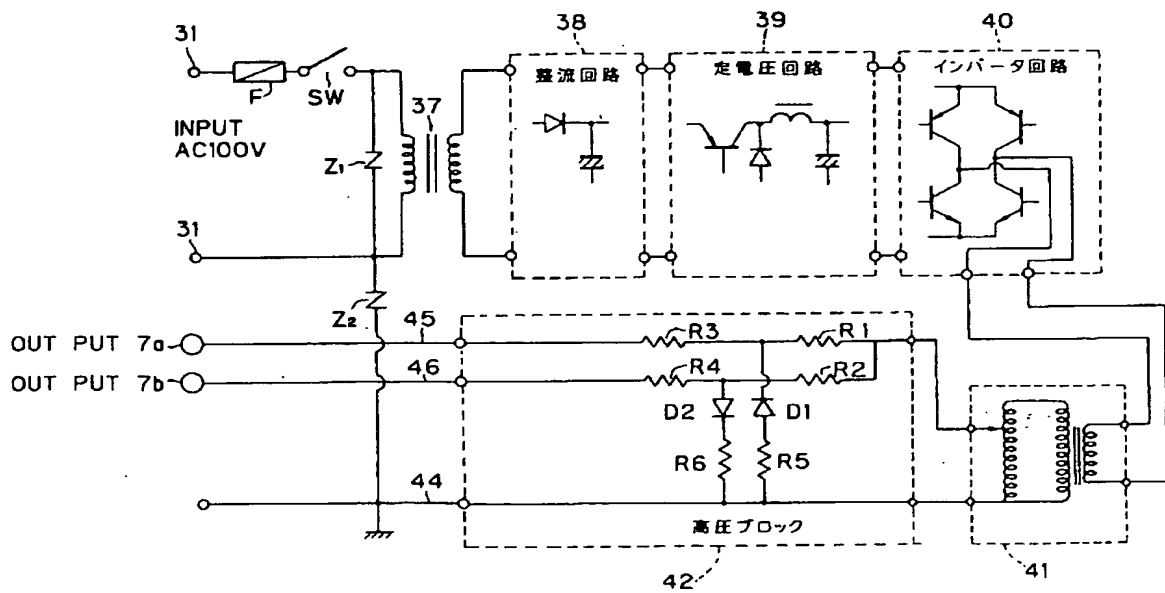 38
39
40
31
整流回路
定電圧回路
インバータ回路
F
SW
37
INPUT
AC100V
Z1
31
Z2
45
R3
R1
OUT PUT 7a
OUT PUT 7b
46
R4
R2
D2
D1
R6
R5
44
高圧ブロック
42
41